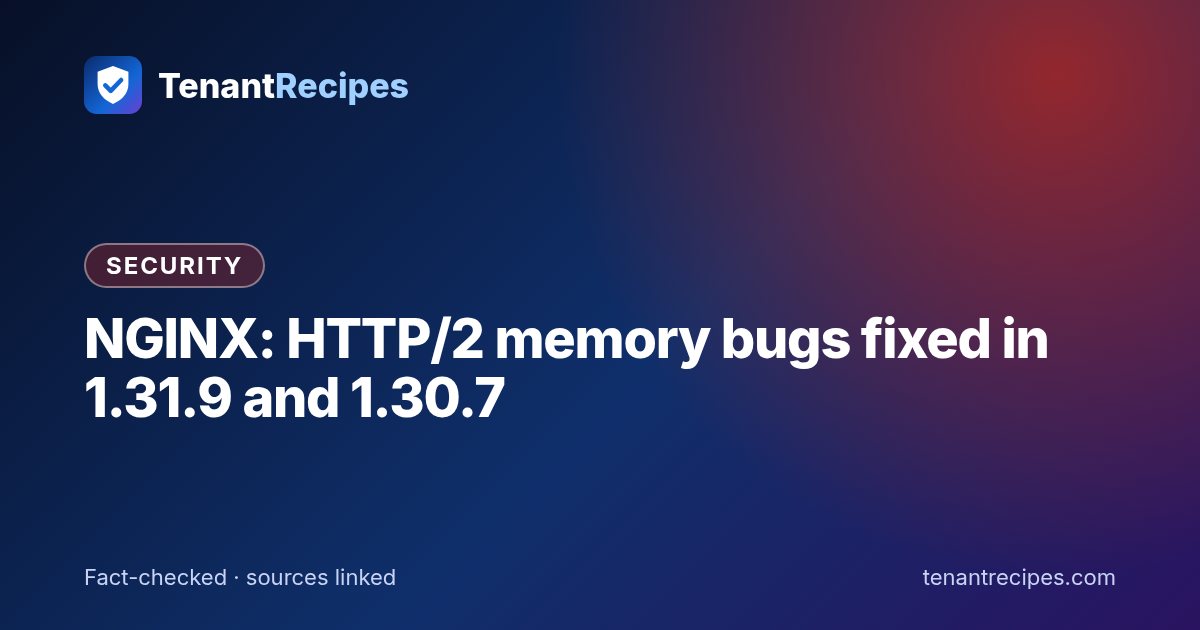 TenantRecipes
SECURITY
NGINX: HTTP/2 memory bugs fixed in
1.31.9 and 1.30.7
Fact-checked · sources linked
tenantrecipes.com